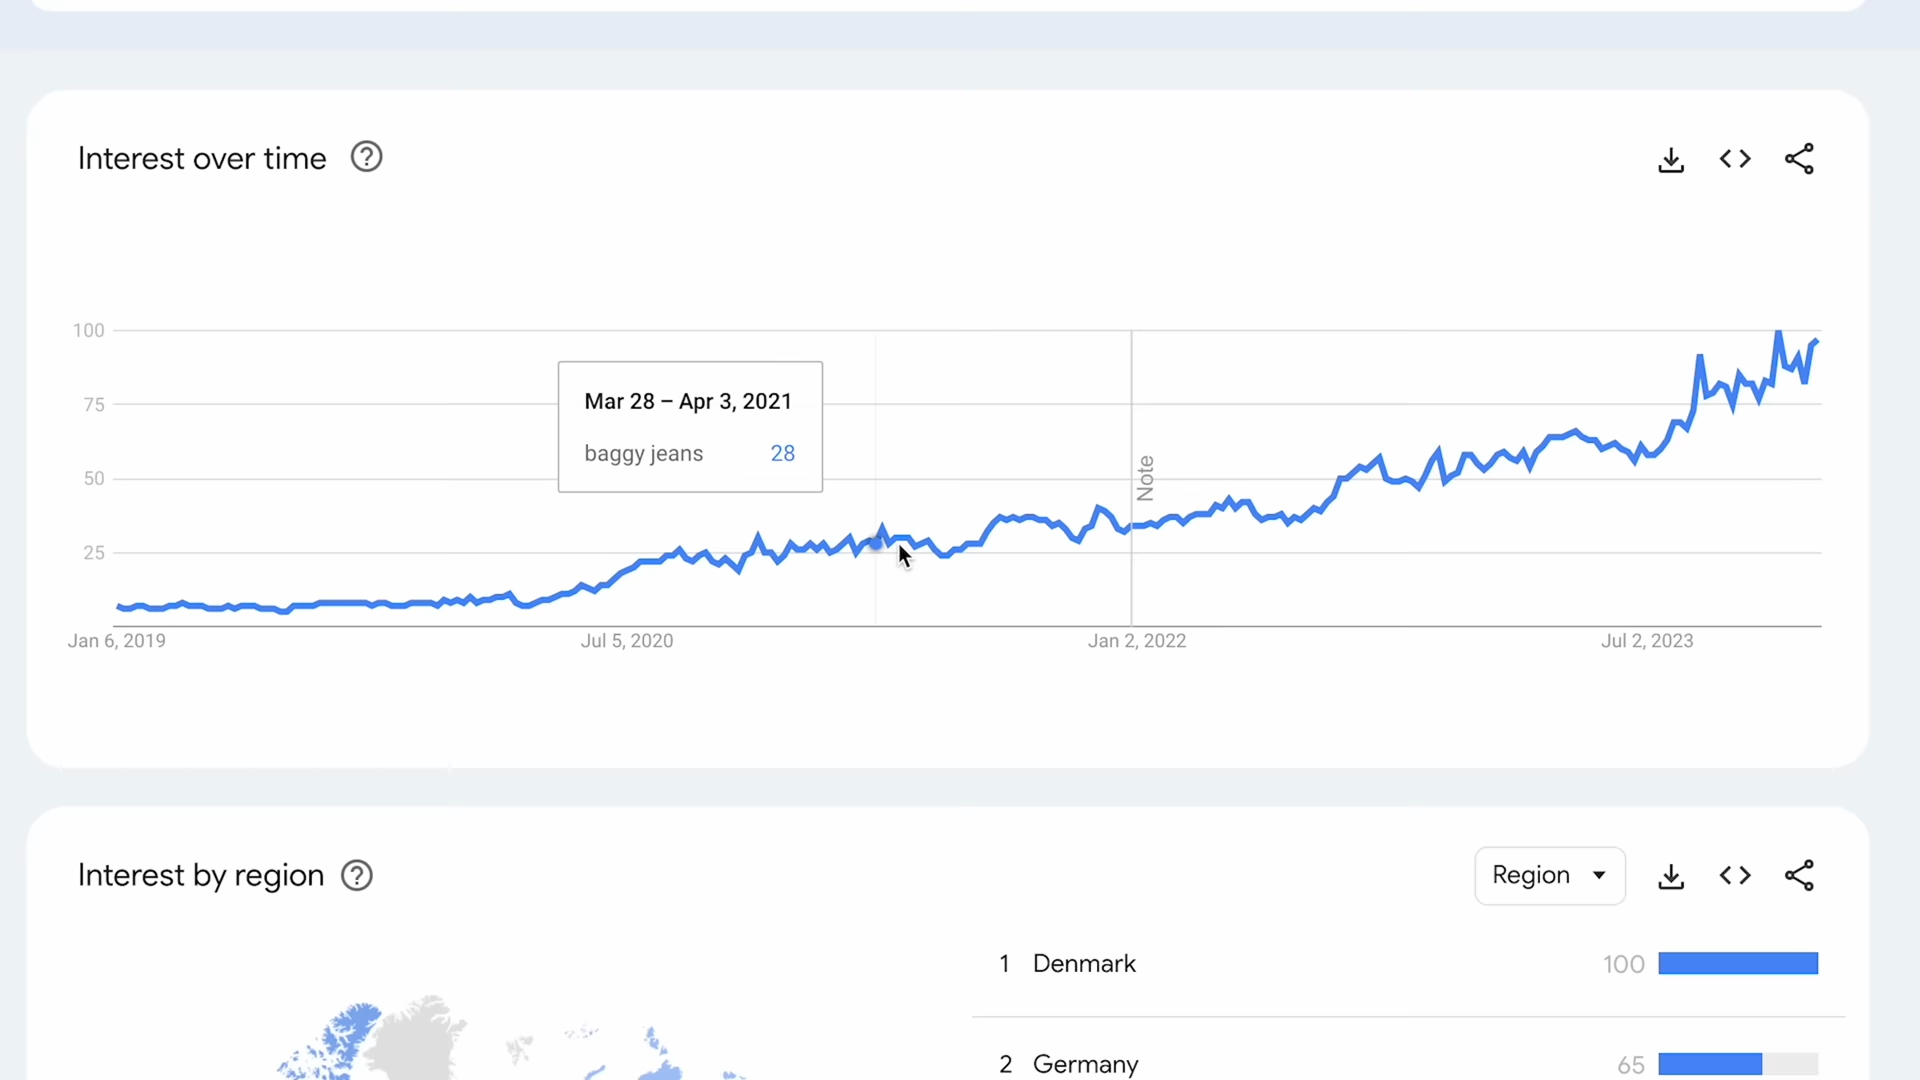 Interest over time
100
75
50
25
Mar 28 – Apr 3, 2021
baggy jeans 28
Note
Jan 6, 2019 Jul 5, 2020 Jan 2, 2022 Jul 2, 2023
Interest by region
Region
1 Denmark 100
2 Germany 65